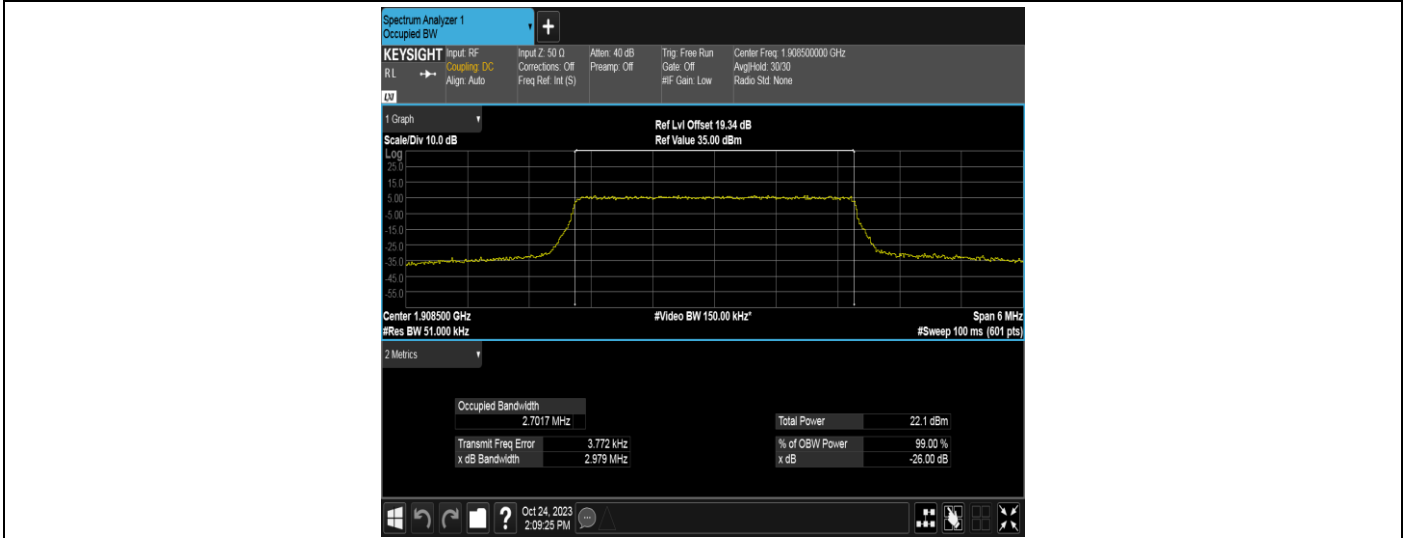 Spectrum Analyzer 1
Occupied BW
+
KEYSIGHT Input: RF Input Z: 50 Ω Atten: 40 dB Trig: Free Run Center Freq: 1.908500000 GHz
RL Coupling: DC Corrections: Off Preamp: Off Gate: Off Avg|Hold: 30/30
Align: Auto Freq Ref: Int (S) #IF Gain: Low Radio Std: None
LXI
1 Graph Ref Lvl Offset 19.34 dB
Scale/Div 10.0 dB Ref Value 35.00 dBm
Log
25.0
15.0
5.00
-5.00
-15.0
-25.0
-35.0
-45.0
-55.0
Center 1.908500 GHz #Video BW 150.00 kHz* Span 6 MHz
#Res BW 51.000 kHz #Sweep 100 ms (601 pts)
2 Metrics
Occupied Bandwidth
2.7017 MHz Total Power 22.1 dBm
Transmit Freq Error 3.772 kHz % of OBW Power 99.00 %
x dB Bandwidth 2.979 MHz x dB -26.00 dB
? Oct 24, 2023
2:09:25 PM